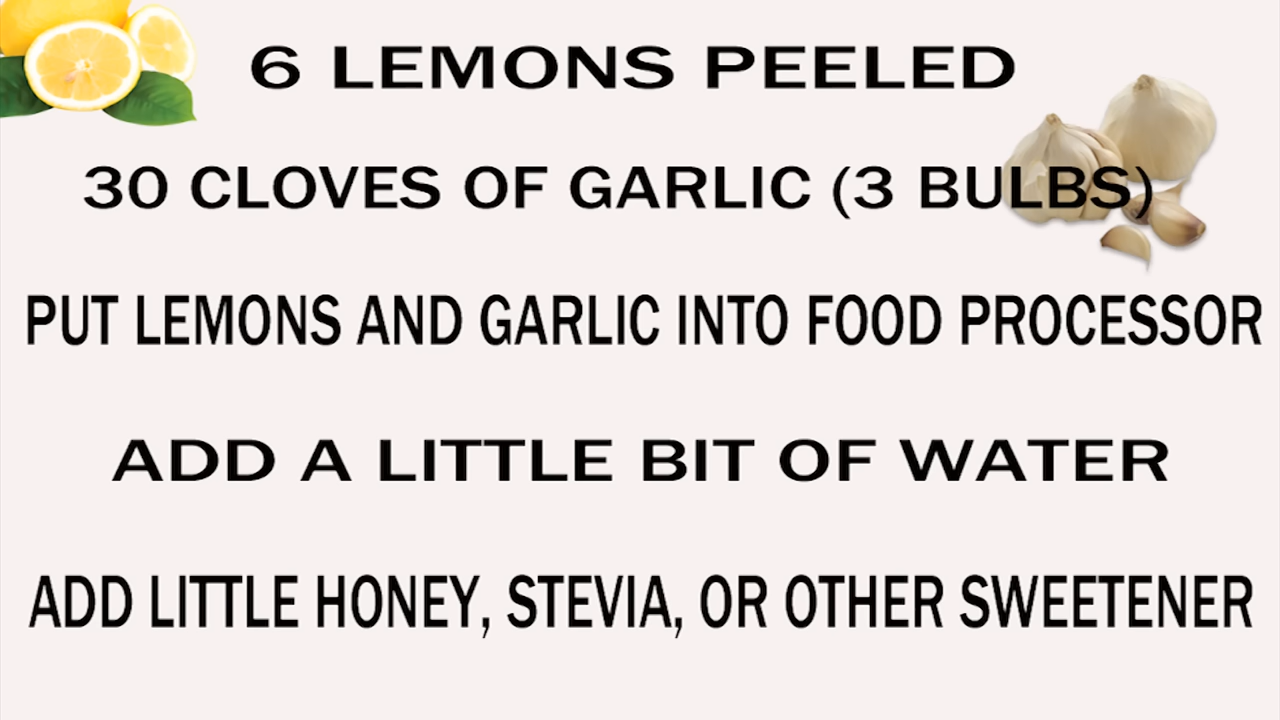 6 LEMONS PEELED
30 CLOVES OF GARLIC (3 BULBS)
PUT LEMONS AND GARLIC INTO FOOD PROCESSOR
ADD A LITTLE BIT OF WATER
ADD LITTLE HONEY, STEVIA, OR OTHER SWEETENER